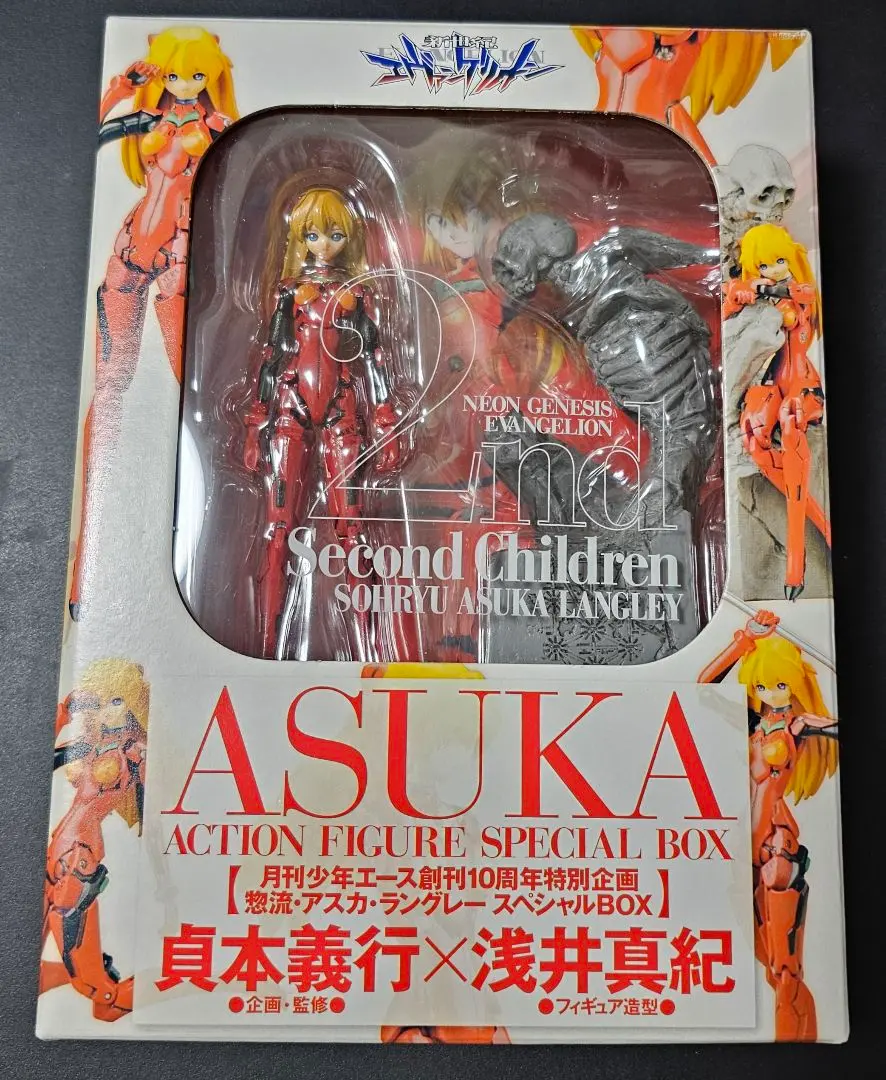 新世紀
EVANGELION
エヴァンゲリオン
2nd
NEON GENESIS
EVANGELION
Second Children
SOHRYU ASUKA LANGLEY
ASUKA
ACTION FIGURE SPECIAL BOX
【月刊少年エース創刊10周年特別企画
惣流・アスカ・ラングレー スペシャルBOX】
貞本義行×浅井真紀
●企画・監修● ●フィギュア造型●